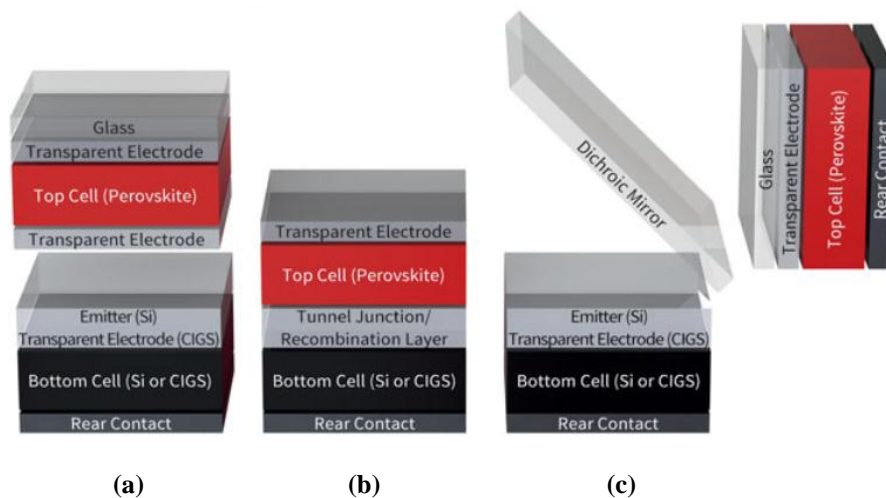 Glass
Transparent Electrode
Top Cell (Perovskite)
Transparent Electrode
Emitter (Si)
Transparent Electrode (CIGS)
Bottom Cell (Si or CIGS)
Rear Contact
(a)
Transparent Electrode
Top Cell (Perovskite)
Tunnel Junction/
Recombination Layer
Bottom Cell (Si or CIGS)
Rear Contact
(b)
Dichroic Mirror
Glass
Transparent Electrode
Top Cell (Perovskite)
Rear Contact
Emitter (Si)
Transparent Electrode (CIGS)
Bottom Cell (Si or CIGS)
Rear Contact
(c)